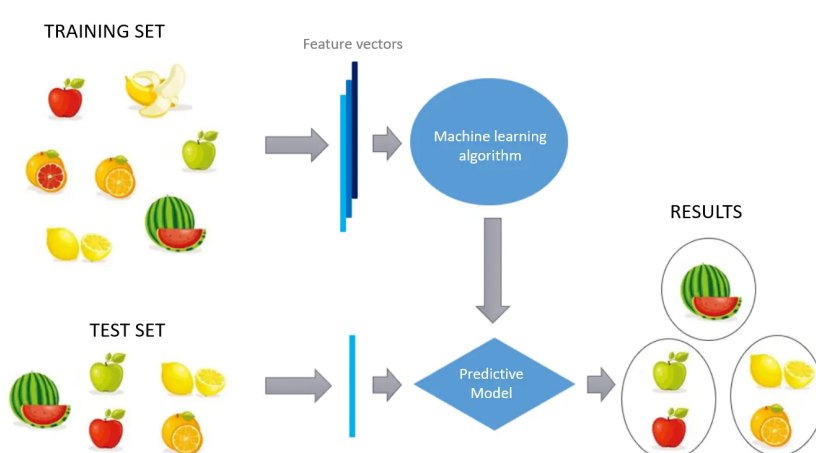 TRAINING SET
Feature vectors
Machine learning
algorithm
RESULTS
TEST SET
Predictive
Model